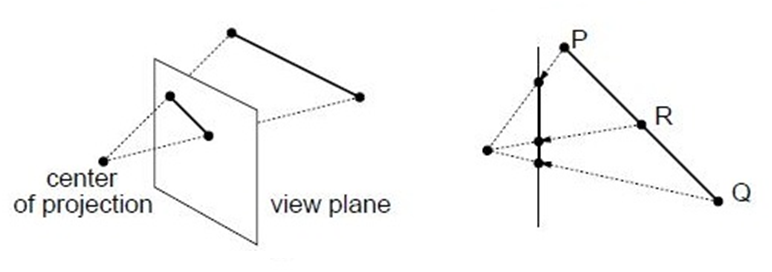 center
of projection
view plane
P
R
Q